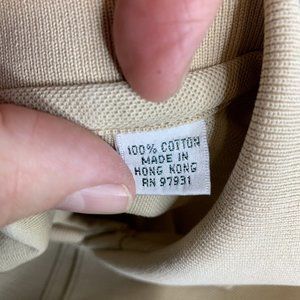 100% COTTON
MADE IN
HONG KONG
RN 97931